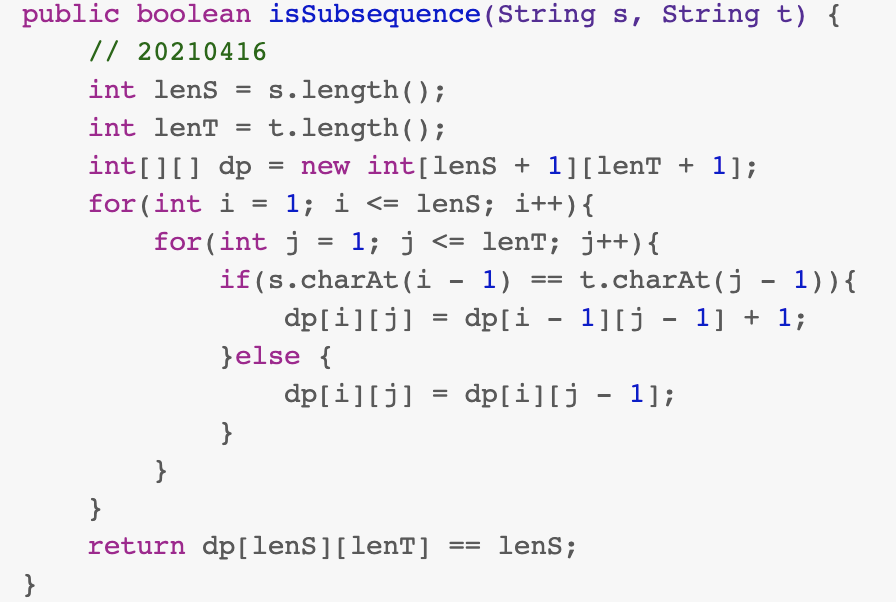 public boolean isSubsequence(String s, String t) {
    // 20210416
    int lenS = s.length();
    int lenT = t.length();
    int[][] dp = new int[lenS + 1][lenT + 1];
    for(int i = 1; i <= lenS; i++){
        for(int j = 1; j <= lenT; j++){
            if(s.charAt(i - 1) == t.charAt(j - 1)){
                dp[i][j] = dp[i - 1][j - 1] + 1;
            }else {
                dp[i][j] = dp[i][j - 1];
            }
        }
    }
    return dp[lenS][lenT] == lenS;
}